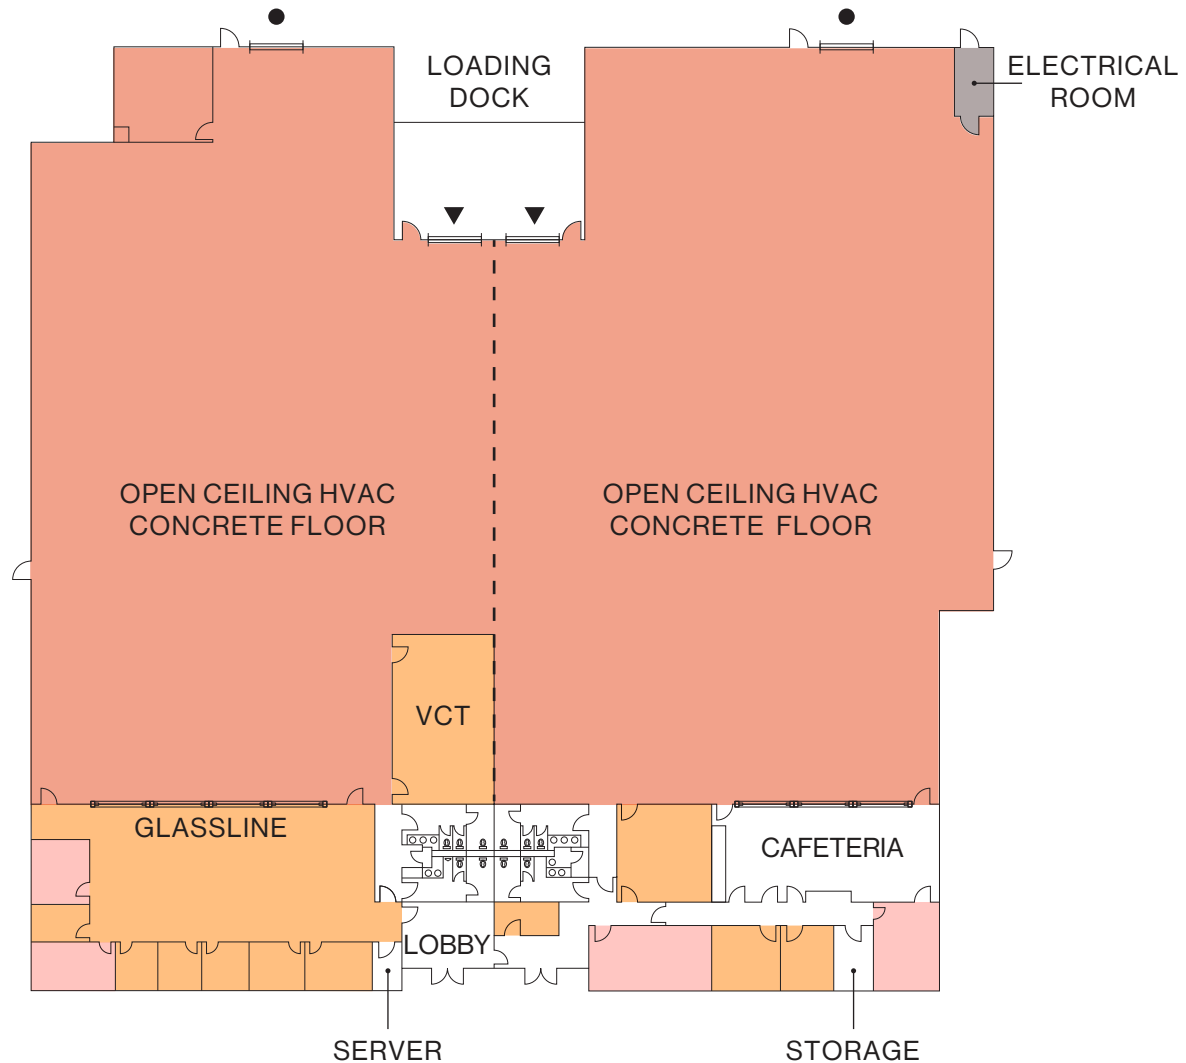 LOADING
DOCK
ELECTRICAL
ROOM
OPEN CEILING HVAC
CONCRETE FLOOR
OPEN CEILING HVAC
CONCRETE FLOOR
VCT
GLASSLINE
CAFETERIA
LOBBY
SERVER
STORAGE